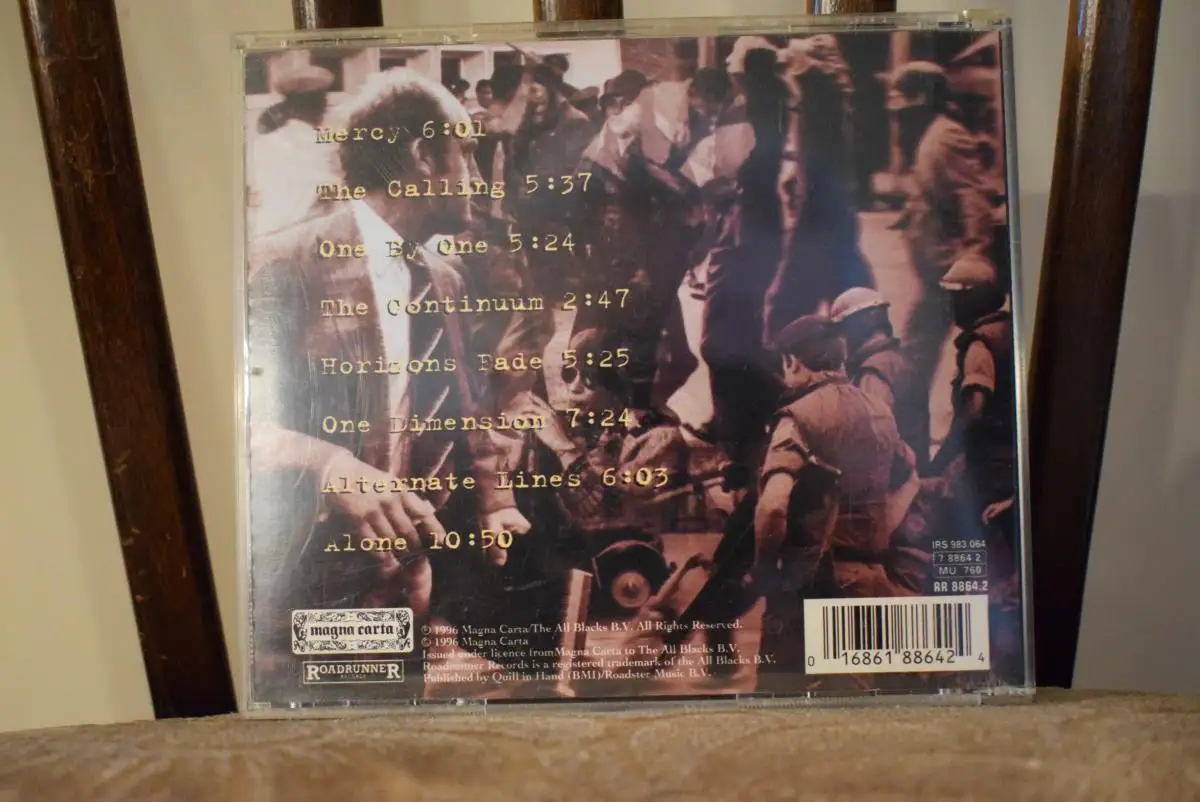 Mercy 6:01
The Calling 5:37
One By One 5:24
The Continuum 2:47
Horizons Fade 5:25
One Dimension 7:24
Alternate Lines 6:03
Alone 10:50
IRS 983.064
7 8864 2
MU 760
RR 8864.2
magna carta
ROADRUNNER
RECORDS
℗ 1996 Magna Carta/The All Blacks B.V. All Rights Reserved.
© 1996 Magna Carta
Issued under licence from Magna Carta to The All Blacks B.V.
Roadrunner Records is a registered trademark of the All Blacks B.V.
Published by Quill in Hand (BMI)/Roadster Music B.V.
0 16861 88642 4